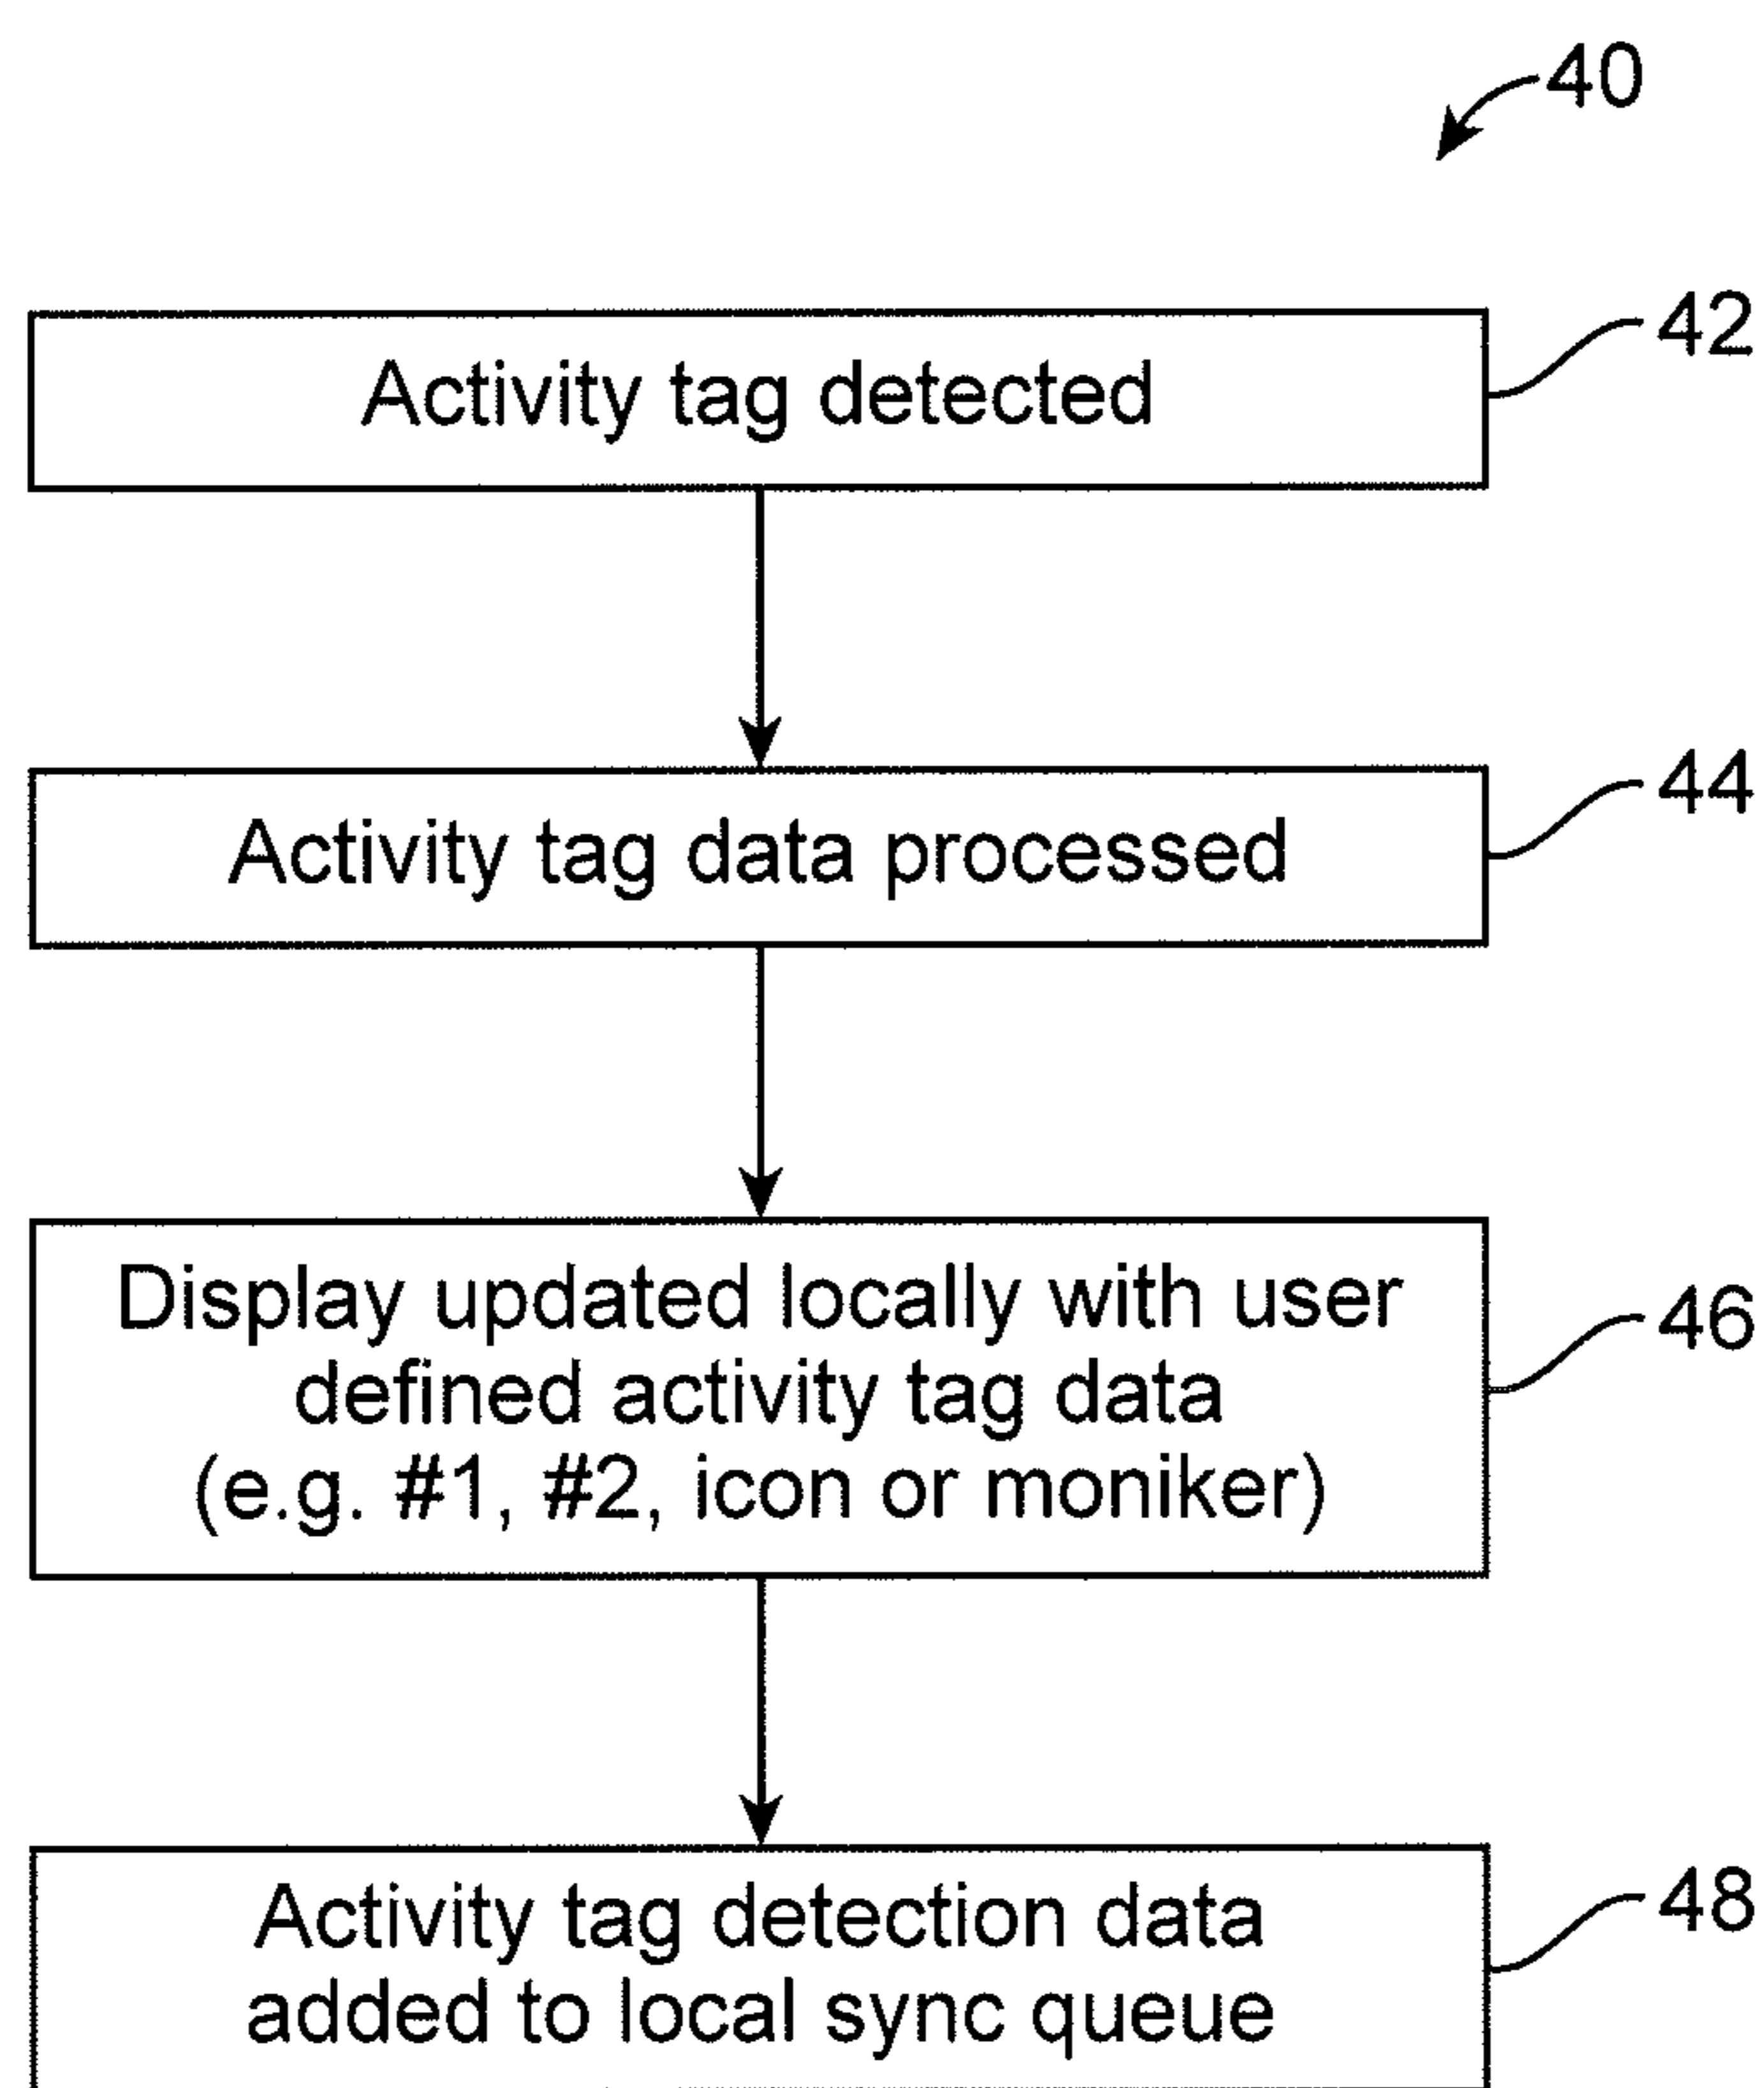 40
42
Activity tag detected
44
Activity tag data processed
Display updated locally with user
46
defined activity tag data
(e.g. #1, #2, icon or moniker)
48
Activity tag detection data
added to local sync queue